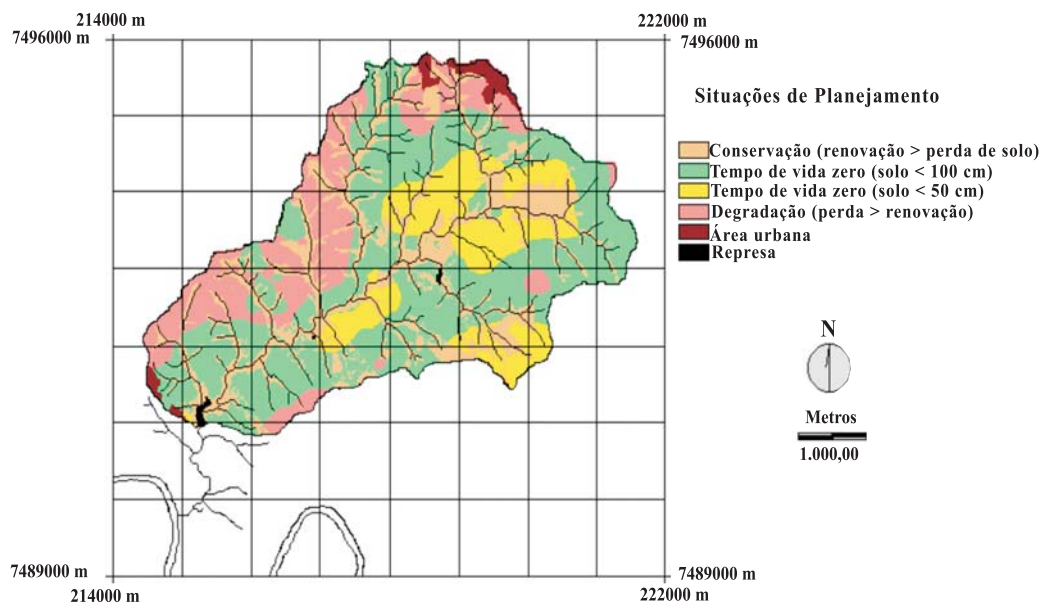 214000 m
222000 m
7496000 m
7496000 m
Situações de Planejamento
Conservação (renovação > perda de solo)
Tempo de vida zero (solo < 100 cm)
Tempo de vida zero (solo < 50 cm)
Degradação (perda > renovação)
Área urbana
Represa
N
Metros
1.000,00
7489000 m
7489000 m
214000 m
222000 m